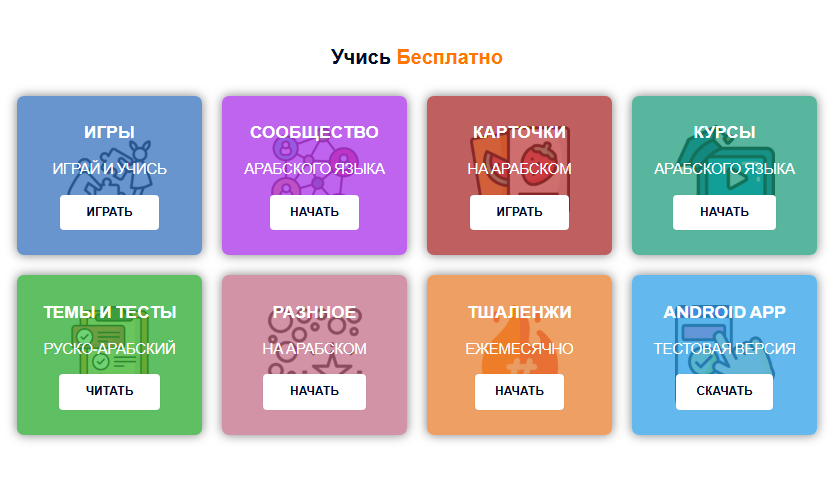 Учись Бесплатно
ИГРЫ
ИГРАЙ И УЧИСЬ
ИГРАТЬ
СООБЩЕСТВО
АРАБСКОГО ЯЗЫКА
НАЧАТЬ
КАРТОЧКИ
НА АРАБСКОМ
ИГРАТЬ
КУРСЫ
АРАБСКОГО ЯЗЫКА
НАЧАТЬ
ТЕМЫ И ТЕСТЫ
РУСКО-АРАБСКИЙ
ЧИТАТЬ
РАЗННОЕ
НА АРАБСКОМ
НАЧАТЬ
ТШАЛЕНЖИ
ЕЖЕМЕСЯЧНО
НАЧАТЬ
ANDROID APP
ТЕСТОВАЯ ВЕРСИЯ
СКАЧАТЬ